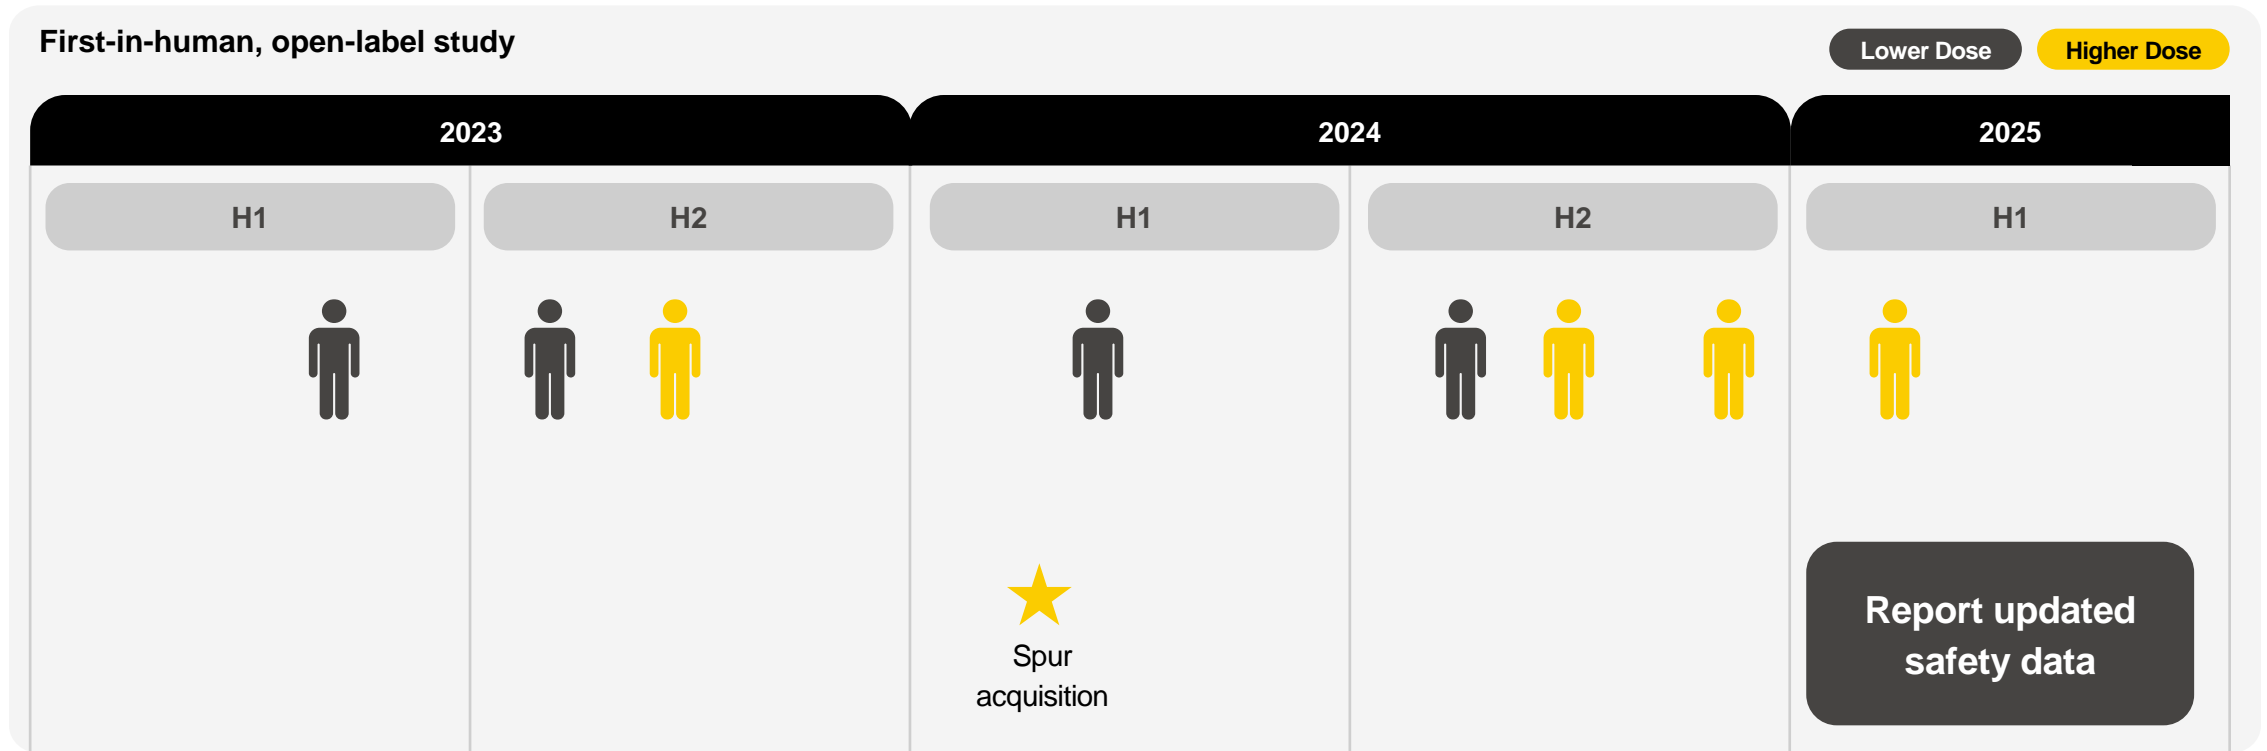 First-in-human, open-label study
Lower Dose
Higher Dose
2023
2024
2025
H1
H2
H1
H2
H1
Spur
acquisition
Report updated
safety data